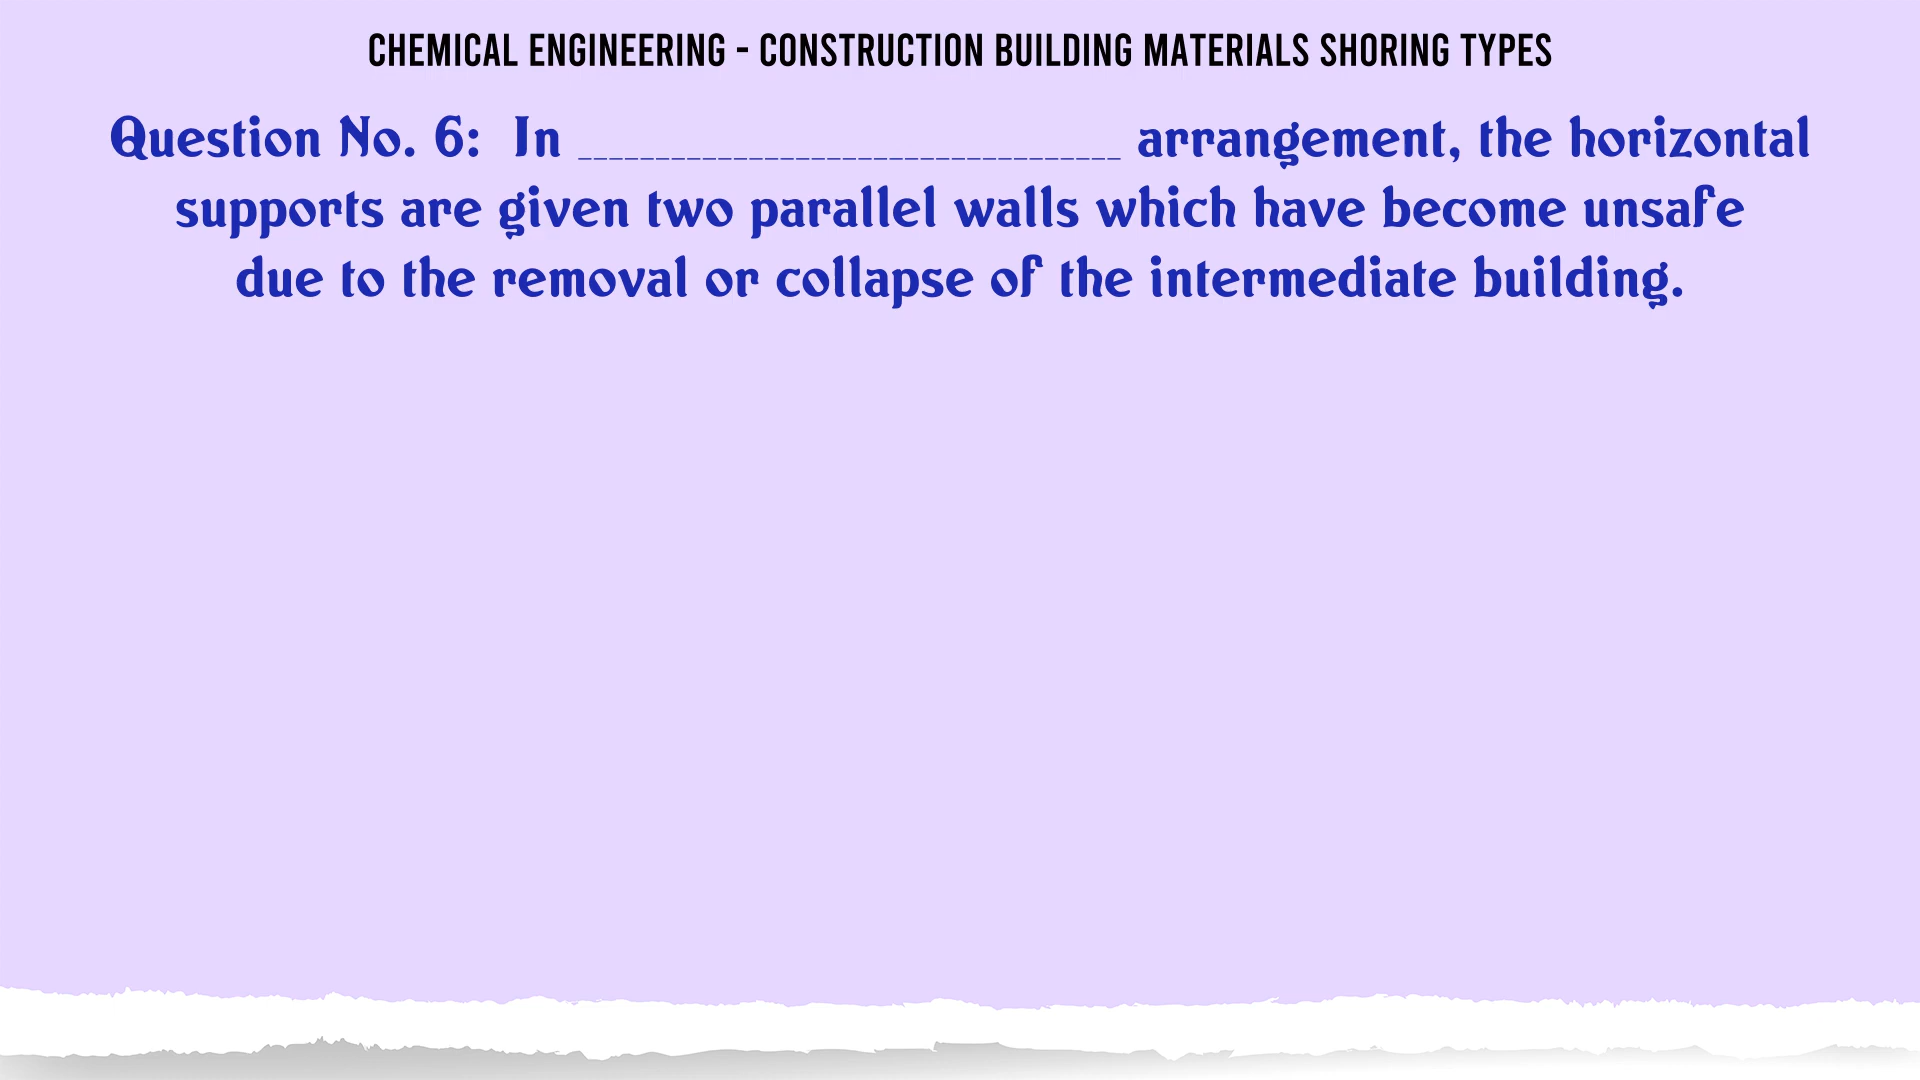 CHEMICAL ENGINEERING - CONSTRUCTION BUILDING MATERIALS SHORING TYPES
Question No. 6: In ___________________________________ arrangement, the horizontal
supports are given two parallel walls which have become unsafe
due to the removal or collapse of the intermediate building.